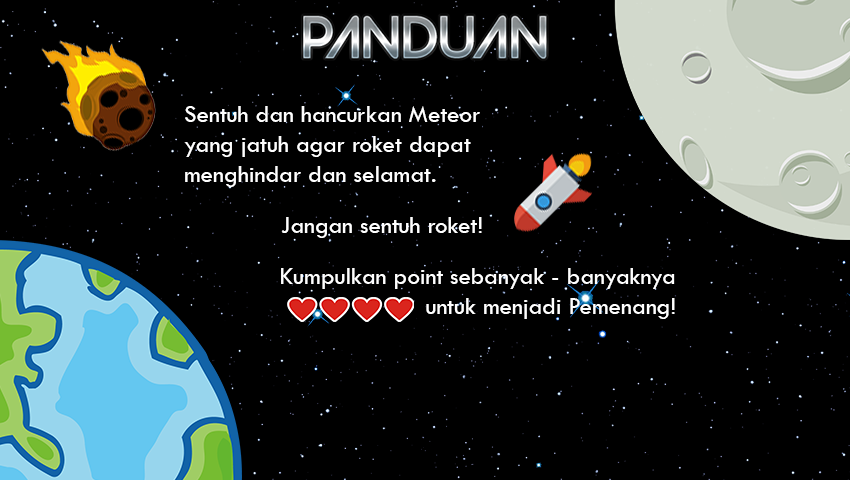 PANDUAN
Sentuh dan hancurkan Meteor
yang jatuh agar roket dapat
menghindar dan selamat.
Jangan sentuh roket!
Kumpulkan point sebanyak - banyaknya
untuk menjadi Pemenang!